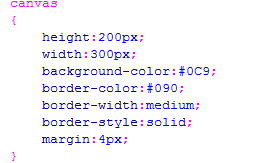 canvas
{
height:200px;
width:300px;
background-color:#0C9;
border-color:#090;
border-width:medium;
border-style:solid;
margin:4px;
}